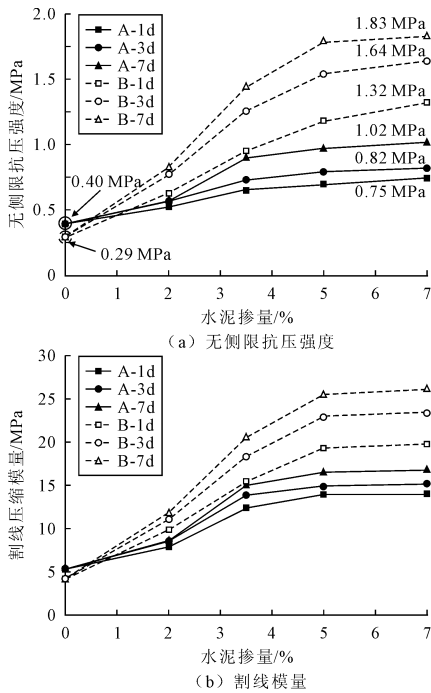 2.0
1.5
1.0
0.5
0
无侧限抗压强度/MPa
A-1d
A-3d
A-7d
B-1d
B-3d
B-7d
1.83 MPa
1.64 MPa
1.32 MPa
1.02 MPa
0.82 MPa
0.75 MPa
0.40 MPa
0.29 MPa
0 1 2 3 4 5 6 7
水泥掺量/%
（a）无侧限抗压强度
30
25
20
15
10
5
0
割线压缩模量/MPa
A-1d
A-3d
A-7d
B-1d
B-3d
B-7d
0 1 2 3 4 5 6 7
水泥掺量/%
（b）割线模量